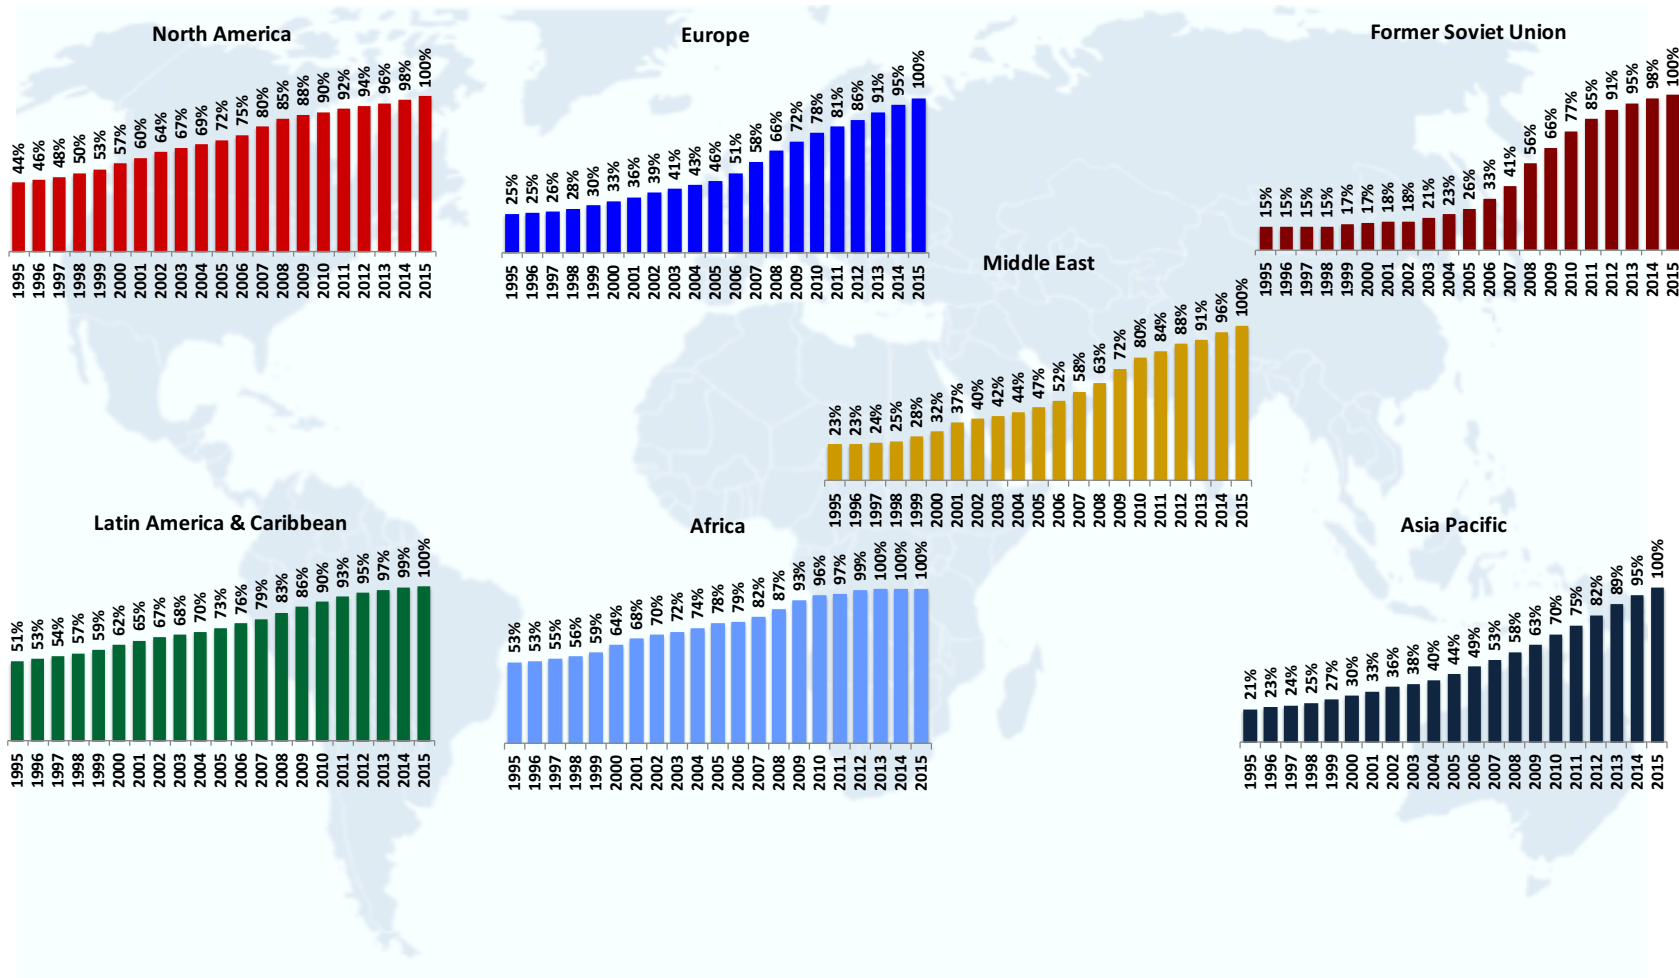 North America
44% 46% 48% 50% 53% 57% 60% 64% 67% 69% 72% 75% 80% 85% 88% 90% 92% 94% 96% 98% 100%
1995 1996 1997 1998 1999 2000 2001 2002 2003 2004 2005 2006 2007 2008 2009 2010 2011 2012 2013 2014 2015
Europe
25% 25% 26% 28% 30% 33% 36% 39% 41% 43% 46% 51% 58% 66% 72% 78% 81% 86% 91% 95% 100%
1995 1996 1997 1998 1999 2000 2001 2002 2003 2004 2005 2006 2007 2008 2009 2010 2011 2012 2013 2014 2015
Former Soviet Union
15% 15% 15% 15% 17% 17% 18% 18% 21% 23% 26% 33% 41% 56% 66% 77% 85% 91% 95% 98% 100%
1995 1996 1997 1998 1999 2000 2001 2002 2003 2004 2005 2006 2007 2008 2009 2010 2011 2012 2013 2014 2015
Middle East
23% 23% 24% 25% 28% 32% 37% 40% 42% 44% 47% 52% 58% 63% 72% 80% 84% 88% 91% 96% 100%
1995 1996 1997 1998 1999 2000 2001 2002 2003 2004 2005 2006 2007 2008 2009 2010 2011 2012 2013 2014 2015
Latin America & Caribbean
51% 53% 54% 57% 59% 62% 65% 67% 68% 70% 73% 76% 79% 83% 86% 90% 93% 95% 97% 99% 100%
1995 1996 1997 1998 1999 2000 2001 2002 2003 2004 2005 2006 2007 2008 2009 2010 2011 2012 2013 2014 2015
Africa
53% 53% 55% 56% 59% 64% 68% 70% 72% 74% 78% 79% 82% 87% 93% 96% 97% 99% 100% 100% 100%
1995 1996 1997 1998 1999 2000 2001 2002 2003 2004 2005 2006 2007 2008 2009 2010 2011 2012 2013 2014 2015
Asia Pacific
21% 23% 24% 25% 27% 30% 33% 36% 38% 40% 44% 49% 53% 58% 63% 70% 75% 82% 89% 95% 100%
1995 1996 1997 1998 1999 2000 2001 2002 2003 2004 2005 2006 2007 2008 2009 2010 2011 2012 2013 2014 2015